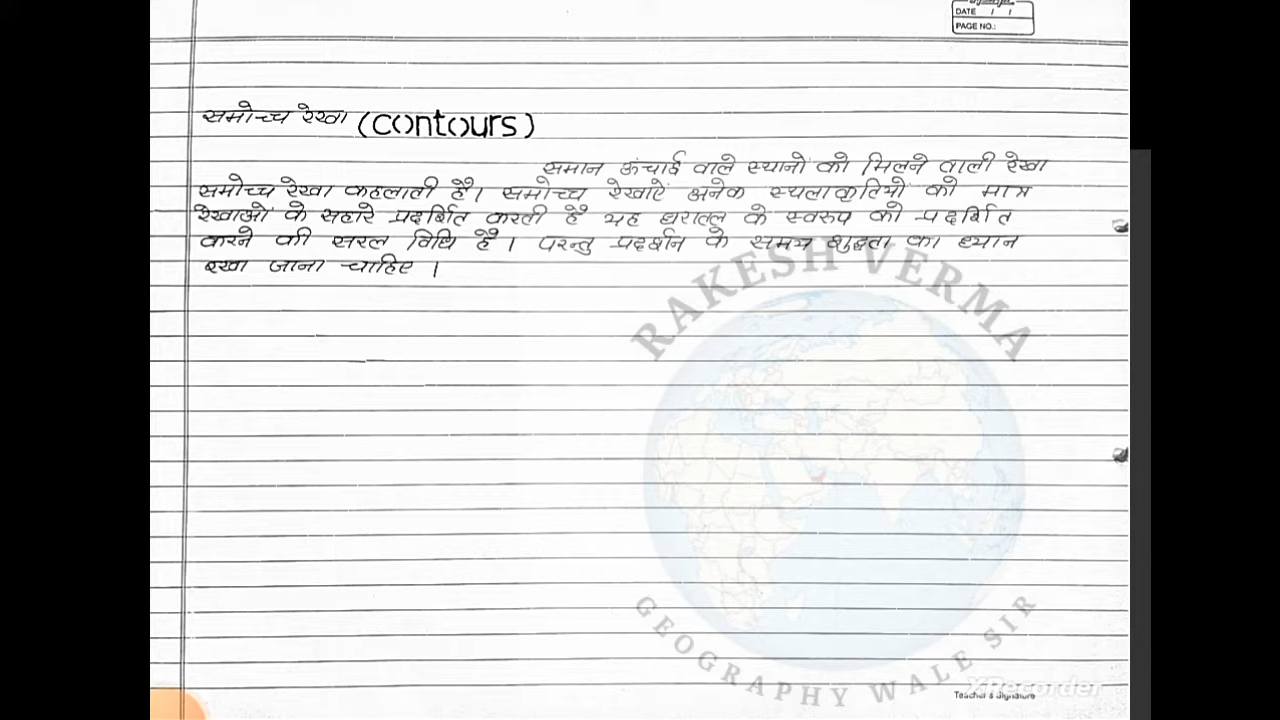 DATE / /
PAGE NO.:
समोच्च रेखा (contours)
समान ऊंचाई वाले स्थानों को मिलने वाली रेखा
समोच्च रेखा कहलाती है। समोच्च रेखाएं अनेक स्थलाकृतियों को मात्र
रेखाओ के सहारे प्रदर्शित करती है यह धरातल के स्वरुप को प्रदर्शित
करने की सरल विधि है। परन्तु प्रदर्शन के समय शुद्धता का ध्यान
रखा जाना चाहिए।
RAKESH VERMA
GEOGRAPHY WALE SIR
XRecorder
Teacher's Signature